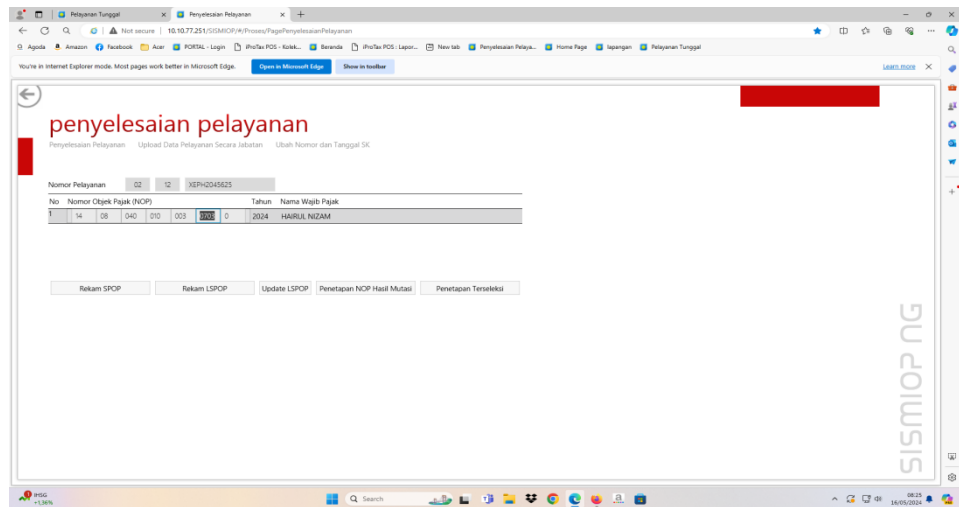 Pelayanan Tunggal
Penyelesaian Pelayanan
Not secure | 10.10.77.251/SISMIOP/#/Proses/PagePenyelesaianPelayanan
Agoda Amazon Facebook Acer PORTAL - Login iProTax POS - Kolek... Beranda iProTax POS : Lapor... New tab Penyelesaian Pelaya... Home Page lapangan Pelayanan Tunggal
You're in Internet Explorer mode. Most pages work better in Microsoft Edge. Open in Microsoft Edge Show in toolbar Learn more
penyelesaian pelayanan
Penyelesaian Pelayanan Upload Data Pelayanan Secara Jabatan Ubah Nomor dan Tanggal SK
Nomor Pelayanan 02 12 XEPH2045625
No Nomor Objek Pajak (NOP) Tahun Nama Wajib Pajak
1 14 08 040 010 003 0703 0 2024 HAIRUL NIZAM
Rekam SPOP Rekam LSPOP Update LSPOP Penetapan NOP Hasil Mutasi Penetapan Terseleksi
SISMIOP NG
IHSG
+1,36%
Search
08:25
16/05/2024